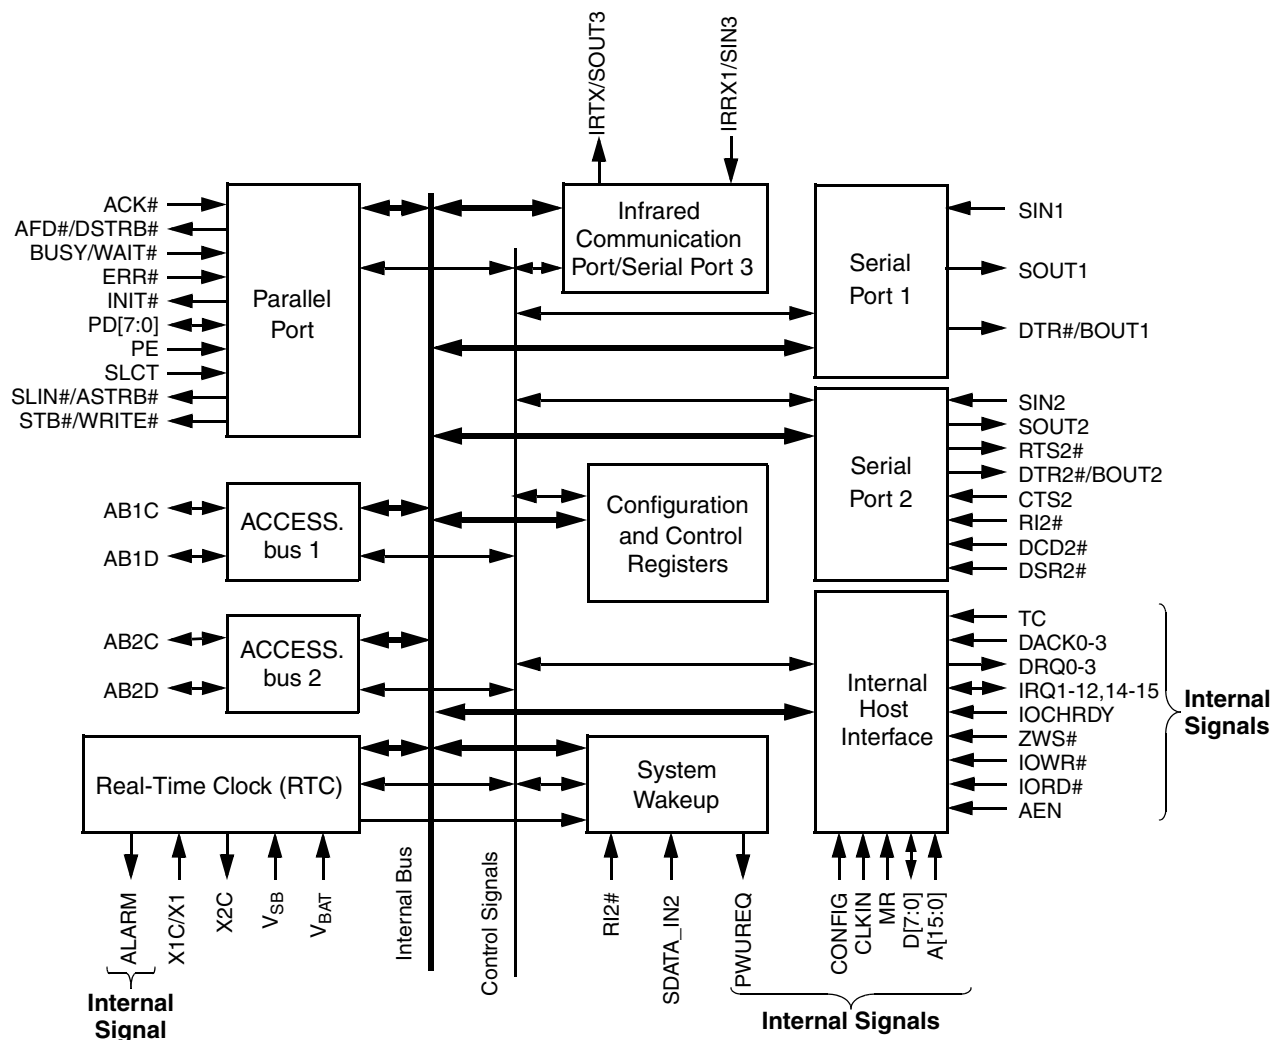 IRTX/SOUT3
IRRX1/SIN3
ACK#
AFD#/DSTRB#
BUSY/WAIT#
ERR#
INIT#
PD[7:0]
PE
SLCT
SLIN#/ASTRB#
STB#/WRITE#
Parallel
Port
Infrared
Communication
Port/Serial Port 3
Serial
Port 1
SIN1
SOUT1
DTR#/BOUT1
Serial
Port 2
SIN2
SOUT2
RTS2#
DTR2#/BOUT2
CTS2
RI2#
DCD2#
DSR2#
AB1C
AB1D
ACCESS.
bus 1
Configuration
and Control
Registers
AB2C
AB2D
ACCESS.
bus 2
Internal
Host
Interface
TC
DACK0-3
DRQ0-3
IRQ1-12,14-15
IOCHRDY
ZWS#
IOWR#
IORD#
AEN
Internal
Signals
Real-Time Clock (RTC)
System
Wakeup
ALARM
X1C/X1
X2C
VSB
VBAT
Internal Bus
Control Signals
RI2#
SDATA_IN2
PWUREQ
CONFIG
CLKIN
MR
D[7:0]
A[15:0]
Internal
Signal
Internal Signals